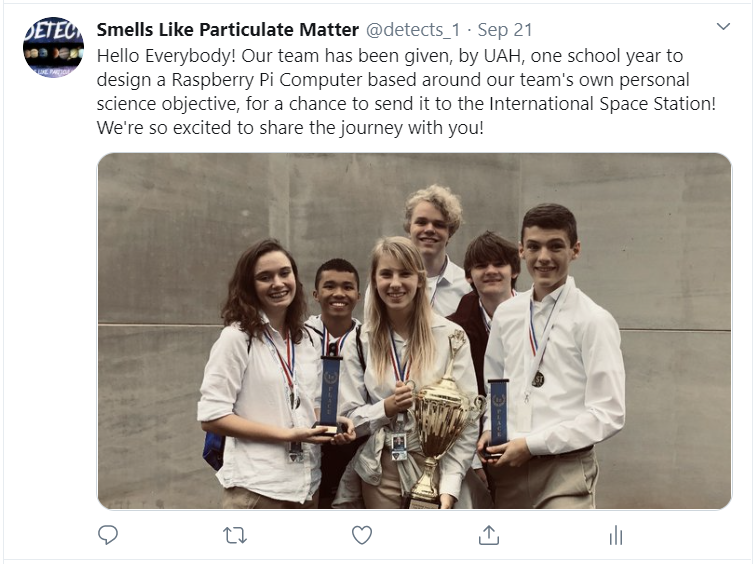 DETECT
Smells Like Particulate Matter @detects_1 · Sep 21
Hello Everybody! Our team has been given, by UAH, one school year to
design a Raspberry Pi Computer based around our team's own personal
science objective, for a chance to send it to the International Space Station!
We're so excited to share the journey with you!
PLACE
PLACE